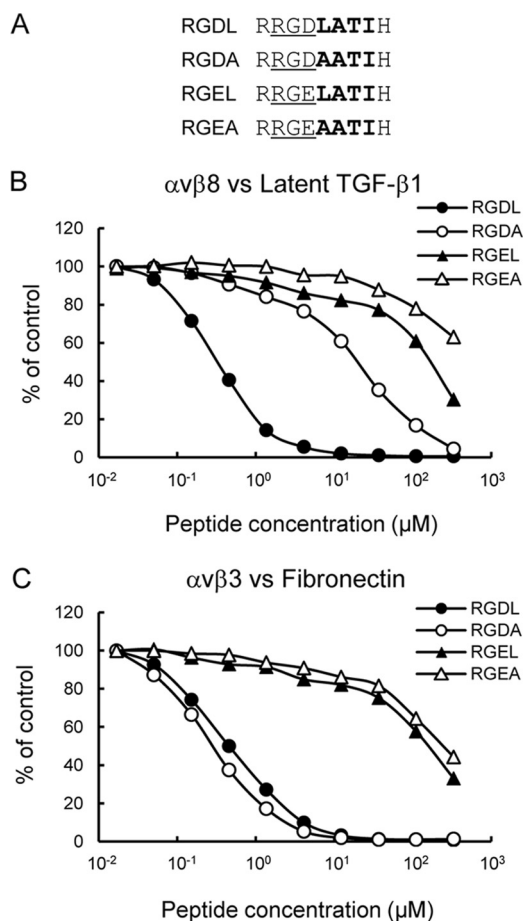 A
RGDL RRGDLATIH
RGDA RRGDAATIH
RGEL RRGELATIH
RGEA RRGEAATIH
B
αvβ8 vs Latent TGF-β1
RGDL
RGDA
RGEL
RGEA
% of control
120
100
80
60
40
20
0
10⁻² 10⁻¹ 10⁰ 10¹ 10² 10³
Peptide concentration (μM)
C
αvβ3 vs Fibronectin
RGDL
RGDA
RGEL
RGEA
% of control
120
100
80
60
40
20
0
10⁻² 10⁻¹ 10⁰ 10¹ 10² 10³
Peptide concentration (μM)